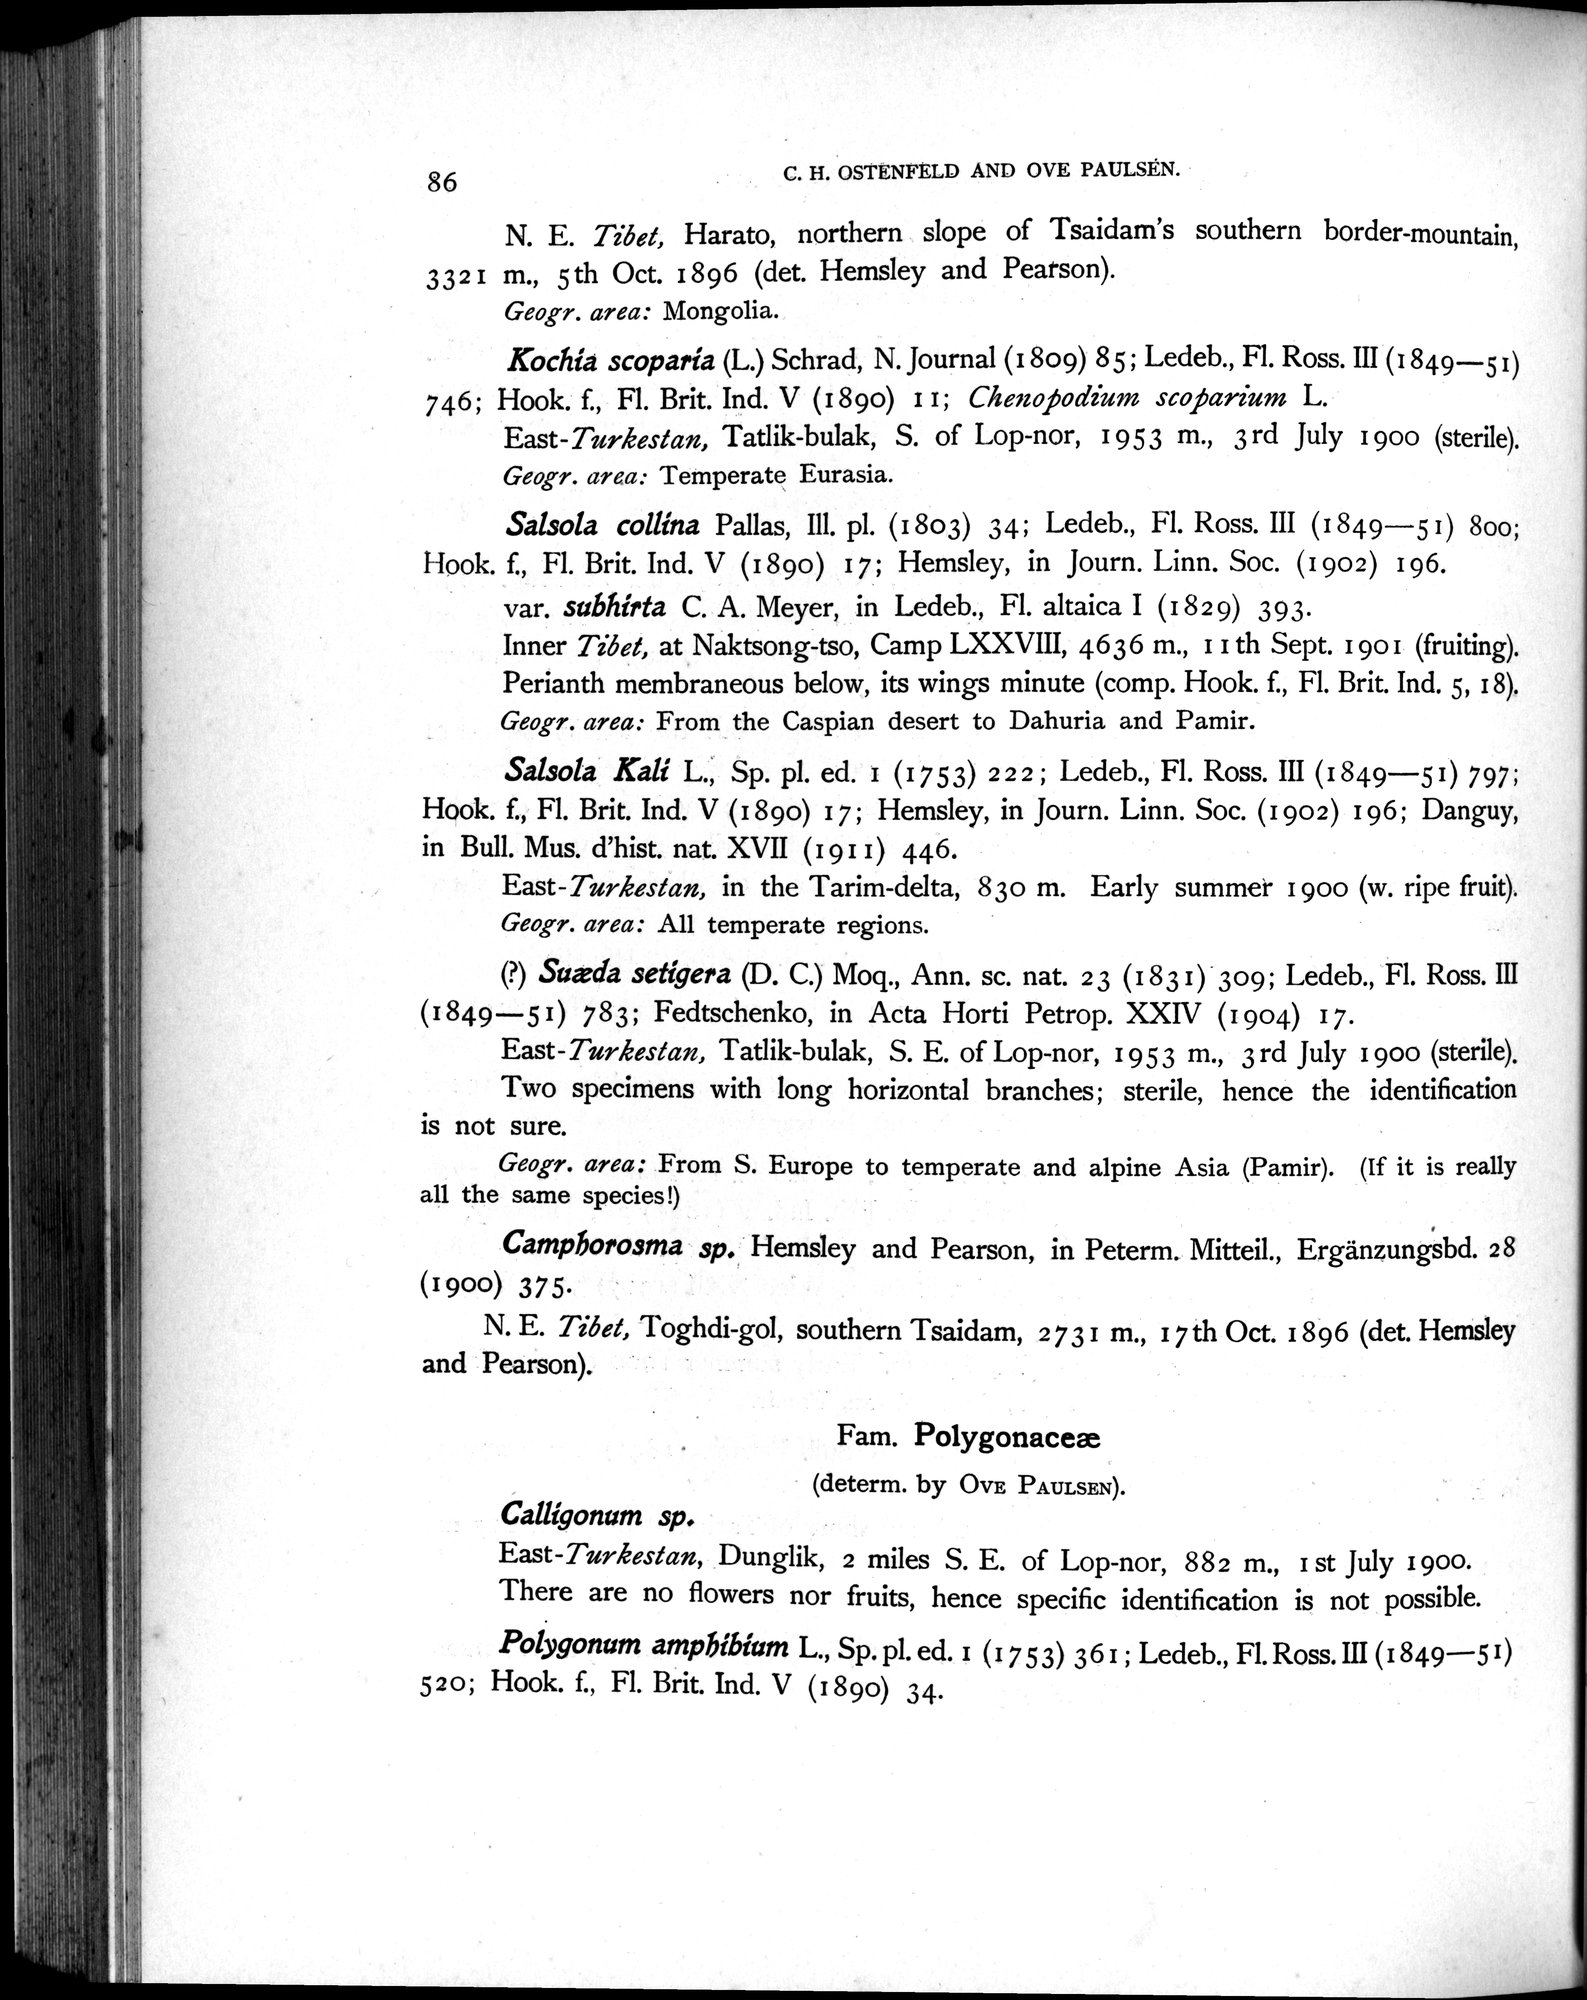 86
C. H. OSTENFELD AND OVE PAULSEN.
N. E. Tibet, Harato, northern slope of Tsaidam's southern border-mountain,
3321 m., 5th Oct. 1896 (det. Hemsley and Pearson).
Geogr. area: Mongolia.
Kochia scoparia (L.) Schrad, N. Journal (1809) 85; Ledeb., Fl. Ross. III (1849—51)
746; Hook. f., Fl. Brit. Ind. V (1890) 11; Chenopodium scoparium L.
East-Turkestan, Tatlik-bulak, S. of Lop-nor, 1953 m., 3rd July 1900 (sterile).
Geogr. area: Temperate Eurasia.
Salsola collina Pallas, Ill. pl. (1803) 34; Ledeb., Fl. Ross. III (1849—51) 800;
Hook. f., Fl. Brit. Ind. V (1890) 17; Hemsley, in Journ. Linn. Soc. (1902) 196.
var. subhirta C. A. Meyer, in Ledeb., Fl. altaica I (1829) 393.
Inner Tibet, at Naktsong-tso, Camp LXXVIII, 4636 m., 11th Sept. 1901 (fruiting).
Perianth membraneous below, its wings minute (comp. Hook. f., Fl. Brit. Ind. 5, 18).
Geogr. area: From the Caspian desert to Dahuria and Pamir.
Salsola Kali L., Sp. pl. ed. 1 (1753) 222; Ledeb., Fl. Ross. III (1849—51) 797;
Hook. f., Fl. Brit. Ind. V (1890) 17; Hemsley, in Journ. Linn. Soc. (1902) 196; Danguy,
in Bull. Mus. d'hist. nat. XVII (1911) 446.
East-Turkestan, in the Tarim-delta, 830 m. Early summer 1900 (w. ripe fruit).
Geogr. area: All temperate regions.
(?) Suæda setigera (D. C.) Moq., Ann. sc. nat. 23 (1831) 309; Ledeb., Fl. Ross. III
(1849—51) 783; Fedtschenko, in Acta Horti Petrop. XXIV (1904) 17.
East-Turkestan, Tatlik-bulak, S. E. of Lop-nor, 1953 m., 3rd July 1900 (sterile).
Two specimens with long horizontal branches; sterile, hence the identification
is not sure.
Geogr. area: From S. Europe to temperate and alpine Asia (Pamir). (If it is really
all the same species!)
Camphorosma sp. Hemsley and Pearson, in Peterm. Mitteil., Ergänzungsbd. 28
(1900) 375.
N. E. Tibet, Toghdi-gol, southern Tsaidam, 2731 m., 17th Oct. 1896 (det. Hemsley
and Pearson).
Fam. Polygonaceæ
(determ. by OVE PAULSEN).
Calligonum sp.
East-Turkestan, Dunglik, 2 miles S. E. of Lop-nor, 882 m., 1st July 1900.
There are no flowers nor fruits, hence specific identification is not possible.
Polygonum amphibium L., Sp. pl. ed. 1 (1753) 361; Ledeb., Fl. Ross. III (1849—51)
520; Hook. f., Fl. Brit. Ind. V (1890) 34.